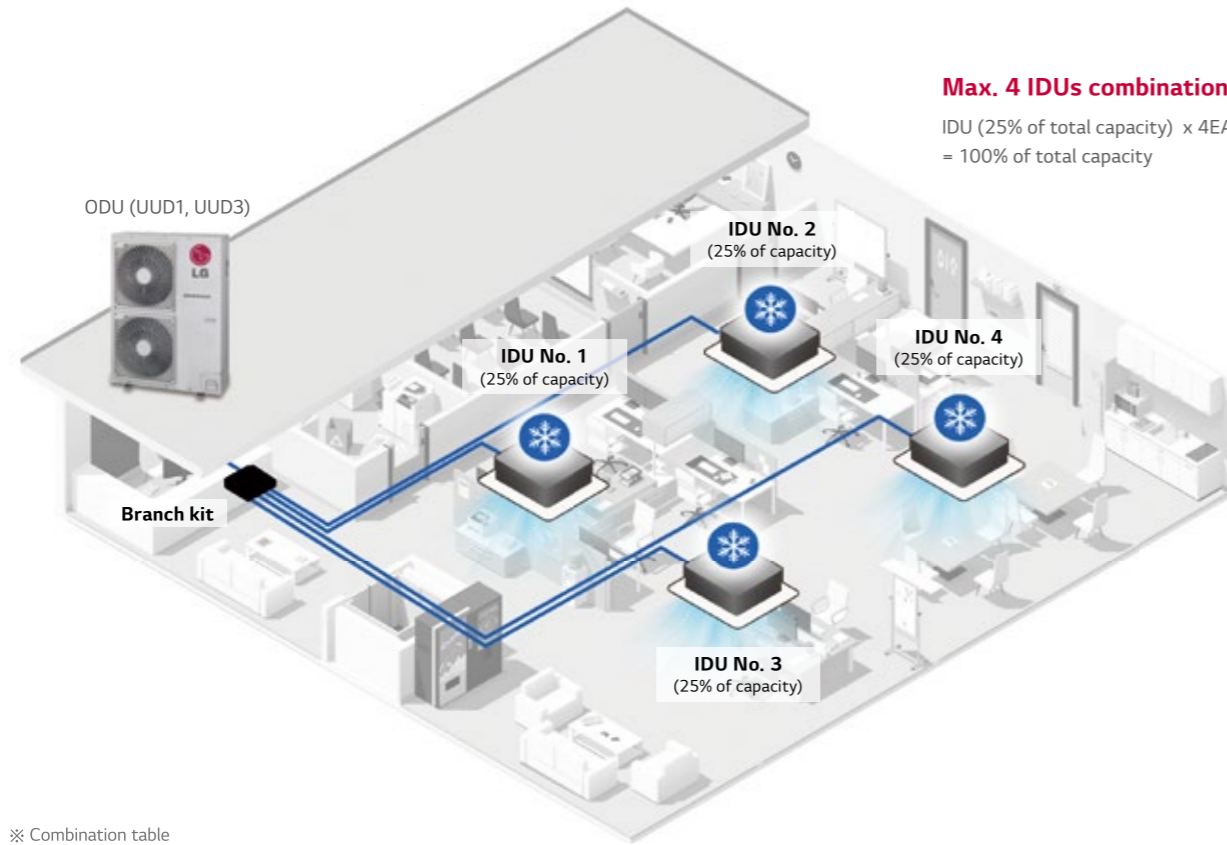 Max. 4 IDUs combination
IDU (25% of total capacity) x 4EA
= 100% of total capacity
ODU (UUD1, UUD3)
LG
IDU No. 2
(25% of capacity)
IDU No. 4
(25% of capacity)
IDU No. 1
(25% of capacity)
Branch kit
IDU No. 3
(25% of capacity)
※ Combination table